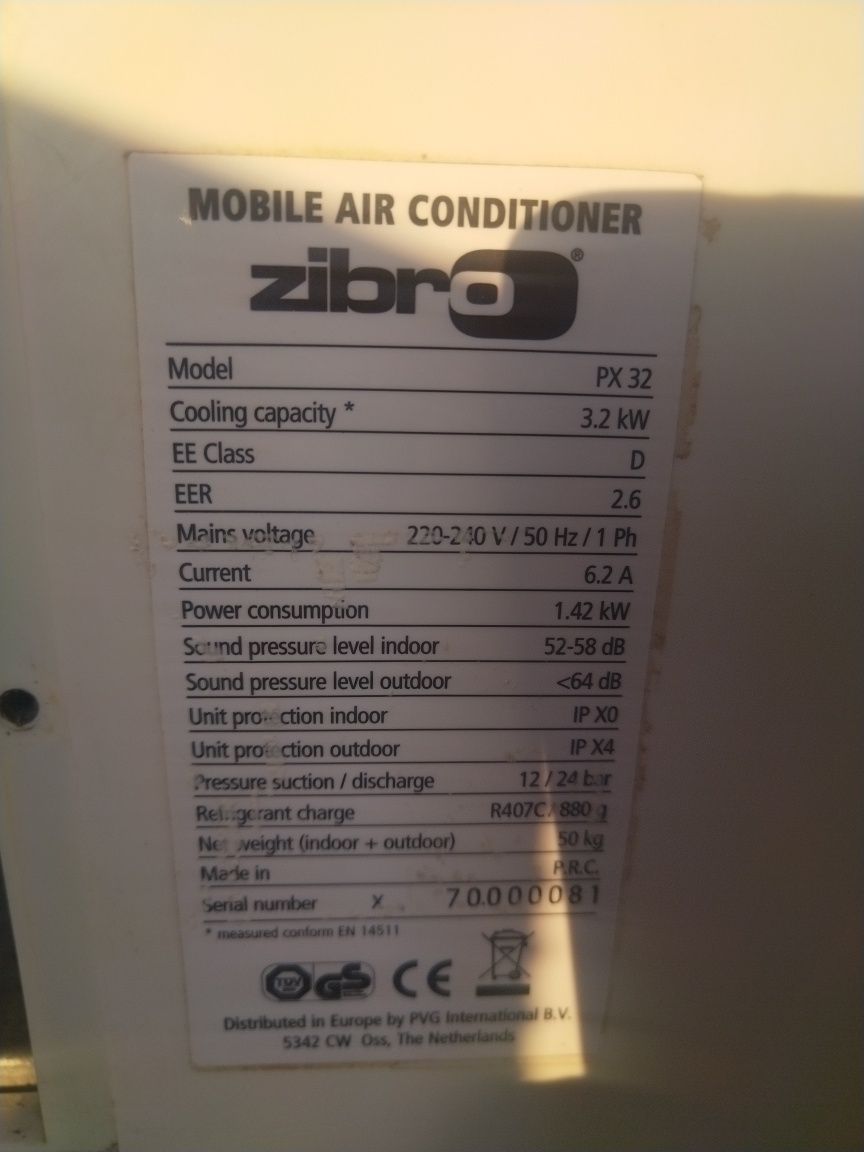 MOBILE AIR CONDITIONER
zibro®
Model PX 32
Cooling capacity * 3.2 kW
EE Class D
EER 2.6
Mains voltage 220-240 V / 50 Hz / 1 Ph
Current 6.2 A
Power consumption 1.42 kW
Sound pressure level indoor 52-58 dB
Sound pressure level outdoor <64 dB
Unit protection indoor IP X0
Unit protection outdoor IP X4
Pressure suction / discharge 12 / 24 bar
Refrigerant charge R407C / 880 g
Net weight (indoor + outdoor) 50 kg
Made in P.R.C.
Serial number X 70.000081
* measured conform EN 14511
TÜV GS CE
Distributed in Europe by PVG International B.V.
5342 CW Oss, The Netherlands